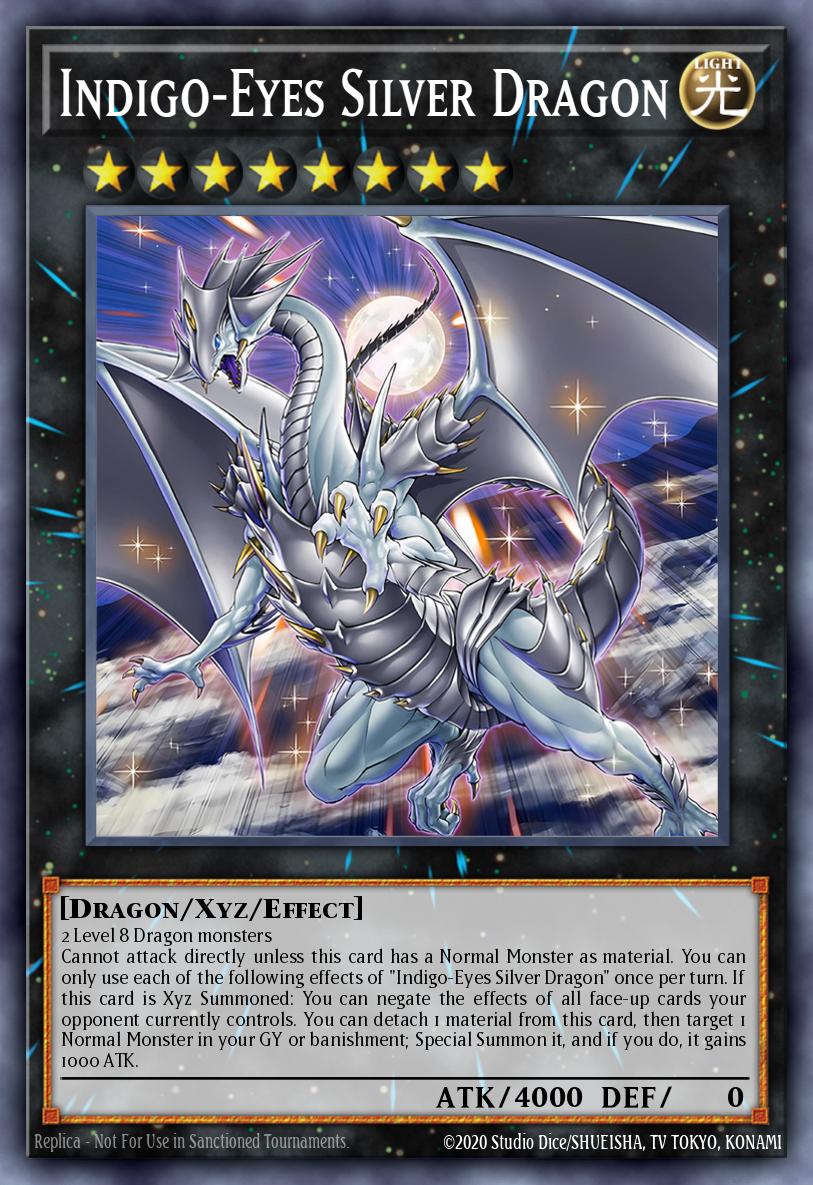 Indigo-Eyes Silver Dragon
LIGHT
光
[Dragon/Xyz/Effect]
2 Level 8 Dragon monsters
Cannot attack directly unless this card has a Normal Monster as material. You can
only use each of the following effects of "Indigo-Eyes Silver Dragon" once per turn. If
this card is Xyz Summoned: You can negate the effects of all face-up cards your
opponent currently controls. You can detach 1 material from this card, then target 1
Normal Monster in your GY or banishment; Special Summon it, and if you do, it gains
1000 ATK.
ATK/4000 DEF/ 0
Replica - Not For Use in Sanctioned Tournaments.
©2020 Studio Dice/SHUEISHA, TV TOKYO, KONAMI